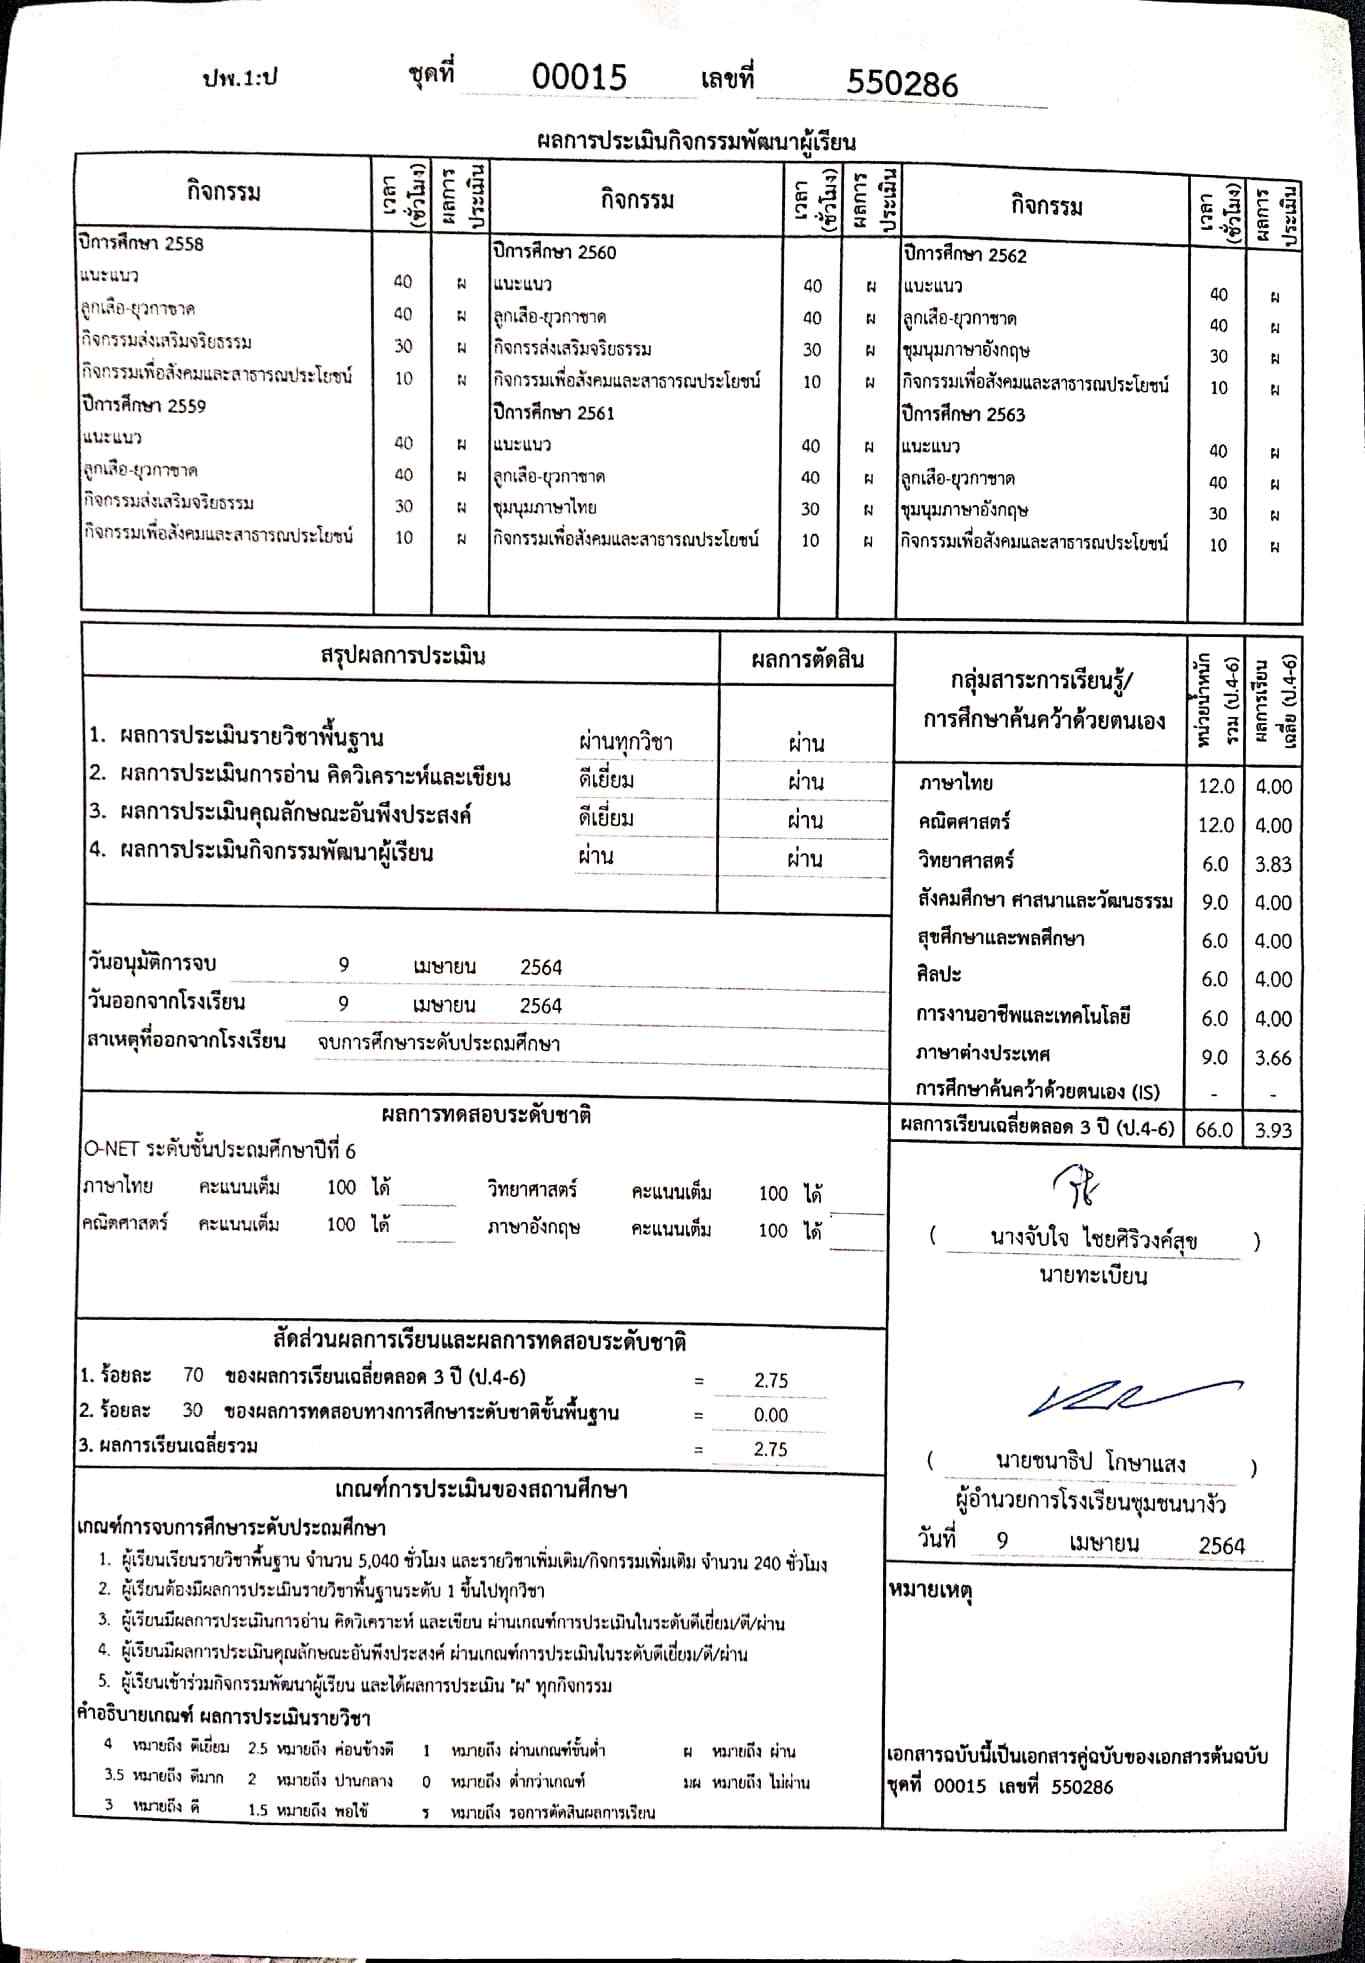 ปพ.1:ป ชุดที่ 00015 เลขที่ 550286
ผลการประเมินกิจกรรมพัฒนาผู้เรียน
กิจกรรม เวลา (ชั่วโมง) ผลการประเมิน กิจกรรม เวลา (ชั่วโมง) ผลการประเมิน กิจกรรม เวลา (ชั่วโมง) ผลการประเมิน
ปีการศึกษา 2558 ปีการศึกษา 2560 ปีการศึกษา 2562
แนะแนว 40 ผ แนะแนว 40 ผ แนะแนว 40 ผ
ลูกเสือ-ยุวกาชาด 40 ผ ลูกเสือ-ยุวกาชาด 40 ผ ลูกเสือ-ยุวกาชาด 40 ผ
กิจกรรมส่งเสริมจริยธรรม 30 ผ กิจกรรส่งเสริมจริยธรรม 30 ผ ชุมนุมภาษาอังกฤษ 30 ผ
กิจกรรมเพื่อสังคมและสาธารณประโยชน์ 10 ผ กิจกรรมเพื่อสังคมและสาธารณประโยชน์ 10 ผ กิจกรรมเพื่อสังคมและสาธารณประโยชน์ 10 ผ
ปีการศึกษา 2559 ปีการศึกษา 2561 ปีการศึกษา 2563
แนะแนว 40 ผ แนะแนว 40 ผ แนะแนว 40 ผ
ลูกเสือ-ยุวกาชาด 40 ผ ลูกเสือ-ยุวกาชาด 40 ผ ลูกเสือ-ยุวกาชาด 40 ผ
กิจกรรมส่งเสริมจริยธรรม 30 ผ ชุมนุมภาษาไทย 30 ผ ชุมนุมภาษาอังกฤษ 30 ผ
กิจกรรมเพื่อสังคมและสาธารณประโยชน์ 10 ผ กิจกรรมเพื่อสังคมและสาธารณประโยชน์ 10 ผ กิจกรรมเพื่อสังคมและสาธารณประโยชน์ 10 ผ
สรุปผลการประเมิน ผลการตัดสิน
1. ผลการประเมินรายวิชาพื้นฐาน ผ่านทุกวิชา ผ่าน
2. ผลการประเมินการอ่าน คิดวิเคราะห์และเขียน ดีเยี่ยม ผ่าน
3. ผลการประเมินคุณลักษณะอันพึงประสงค์ ดีเยี่ยม ผ่าน
4. ผลการประเมินกิจกรรมพัฒนาผู้เรียน ผ่าน ผ่าน
วันอนุมัติการจบ 9 เมษายน 2564
วันออกจากโรงเรียน 9 เมษายน 2564
สาเหตุที่ออกจากโรงเรียน จบการศึกษาระดับประถมศึกษา
กลุ่มสาระการเรียนรู้/ การศึกษาค้นคว้าด้วยตนเอง หน่วยน้ำหนัก รวม (ป.4-6) ผลการเรียน เฉลี่ย (ป.4-6)
ภาษาไทย 12.0 4.00
คณิตศาสตร์ 12.0 4.00
วิทยาศาสตร์ 6.0 3.83
สังคมศึกษา ศาสนาและวัฒนธรรม 9.0 4.00
สุขศึกษาและพลศึกษา 6.0 4.00
ศิลปะ 6.0 4.00
การงานอาชีพและเทคโนโลยี 6.0 4.00
ภาษาต่างประเทศ 9.0 3.66
การศึกษาค้นคว้าด้วยตนเอง (IS) - -
ผลการเรียนเฉลี่ยตลอด 3 ปี (ป.4-6) 66.0 3.93
ผลการทดสอบระดับชาติ
O-NET ระดับชั้นประถมศึกษาปีที่ 6
ภาษาไทย คะแนนเต็ม 100 ได้ วิทยาศาสตร์ คะแนนเต็ม 100 ได้
คณิตศาสตร์ คะแนนเต็ม 100 ได้ ภาษาอังกฤษ คะแนนเต็ม 100 ได้
สัดส่วนผลการเรียนและผลการทดสอบระดับชาติ
1. ร้อยละ 70 ของผลการเรียนเฉลี่ยตลอด 3 ปี (ป.4-6) = 2.75
2. ร้อยละ 30 ของผลการทดสอบทางการศึกษาระดับชาติขั้นพื้นฐาน = 0.00
3. ผลการเรียนเฉลี่ยรวม = 2.75
( นางจับใจ ไชยศิริวงค์สุข )
นายทะเบียน
( นายชนาธิป โกษาแสง )
ผู้อำนวยการโรงเรียนชุมชนนางัว
วันที่ 9 เมษายน 2564
เกณฑ์การประเมินของสถานศึกษา
เกณฑ์การจบการศึกษาระดับประถมศึกษา
1. ผู้เรียนเรียนรายวิชาพื้นฐาน จำนวน 5,040 ชั่วโมง และรายวิชาเพิ่มเติม/กิจกรรมเพิ่มเติม จำนวน 240 ชั่วโมง
2. ผู้เรียนต้องมีผลการประเมินรายวิชาพื้นฐานระดับ 1 ขึ้นไปทุกวิชา
3. ผู้เรียนมีผลการประเมินการอ่าน คิดวิเคราะห์ และเขียน ผ่านเกณฑ์การประเมินในระดับดีเยี่ยม/ดี/ผ่าน
4. ผู้เรียนมีผลการประเมินคุณลักษณะอันพึงประสงค์ ผ่านเกณฑ์การประเมินในระดับดีเยี่ยม/ดี/ผ่าน
5. ผู้เรียนเข้าร่วมกิจกรรมพัฒนาผู้เรียน และได้ผลการประเมิน "ผ" ทุกกิจกรรม
คำอธิบายเกณฑ์ ผลการประเมินรายวิชา
4 หมายถึง ดีเยี่ยม 2.5 หมายถึง ค่อนข้างดี 1 หมายถึง ผ่านเกณฑ์ขั้นต่ำ ผ หมายถึง ผ่าน
3.5 หมายถึง ดีมาก 2 หมายถึง ปานกลาง 0 หมายถึง ต่ำกว่าเกณฑ์ มผ หมายถึง ไม่ผ่าน
3 หมายถึง ดี 1.5 หมายถึง พอใช้ ร หมายถึง รอการตัดสินผลการเรียน
หมายเหตุ
เอกสารฉบับนี้เป็นเอกสารคู่ฉบับของเอกสารต้นฉบับ
ชุดที่ 00015 เลขที่ 550286